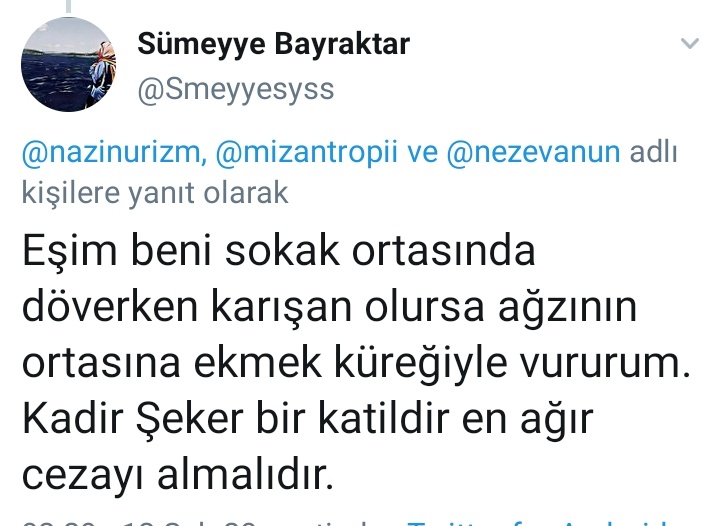 Sümeyye Bayraktar
@Smeyyesyss
@nazinurizm, @mizantropii ve @nezevanun adlı
kişilere yanıt olarak
Eşim beni sokak ortasında
döverken karışan olursa ağzının
ortasına ekmek küreğiyle vururum.
Kadir Şeker bir katildir en ağır
cezayı almalıdır.